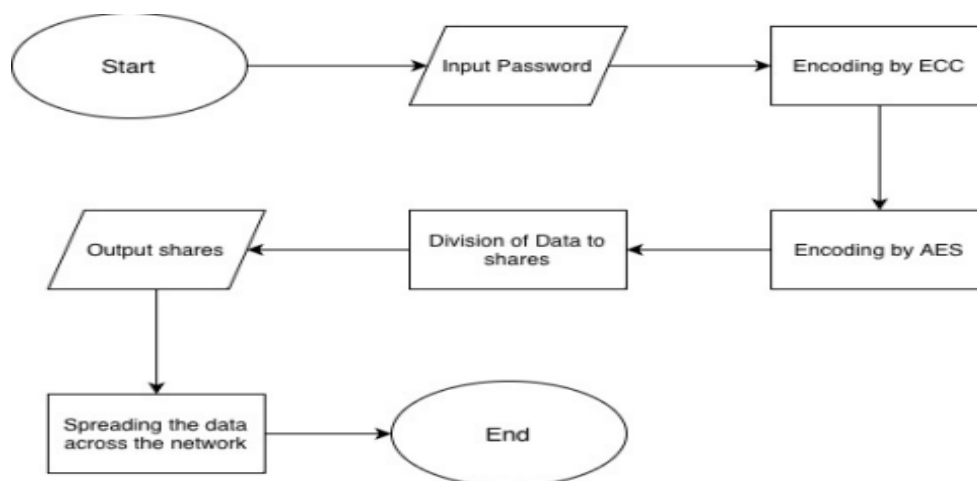 Start
Input Password
Encoding by ECC
Encoding by AES
Division of Data to
shares
Output shares
Spreading the data
across the network
End